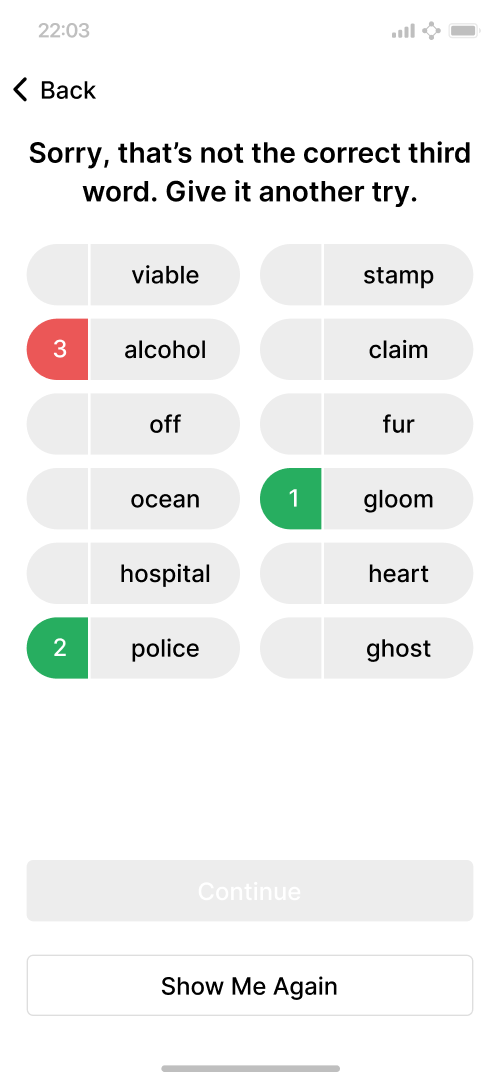 22:03
Back
Sorry, that’s not the correct third
word. Give it another try.
viable
stamp
3 alcohol
claim
off
fur
ocean
1 gloom
hospital
heart
2 police
ghost
Continue
Show Me Again